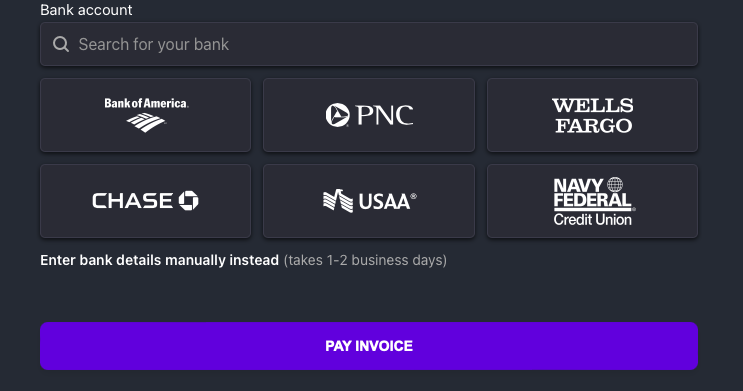 Bank account
Search for your bank
Bank of America
PNC
WELLS
FARGO
CHASE
USAA®
NAVY
FEDERAL®
Credit Union
Enter bank details manually instead (takes 1-2 business days)
PAY INVOICE